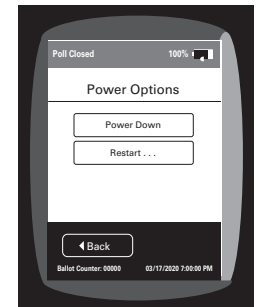 Poll Closed 100%
Power Options
Power Down
Restart . . .
Back
Ballot Counter: 00000 03/17/2020 7:00:00 PM